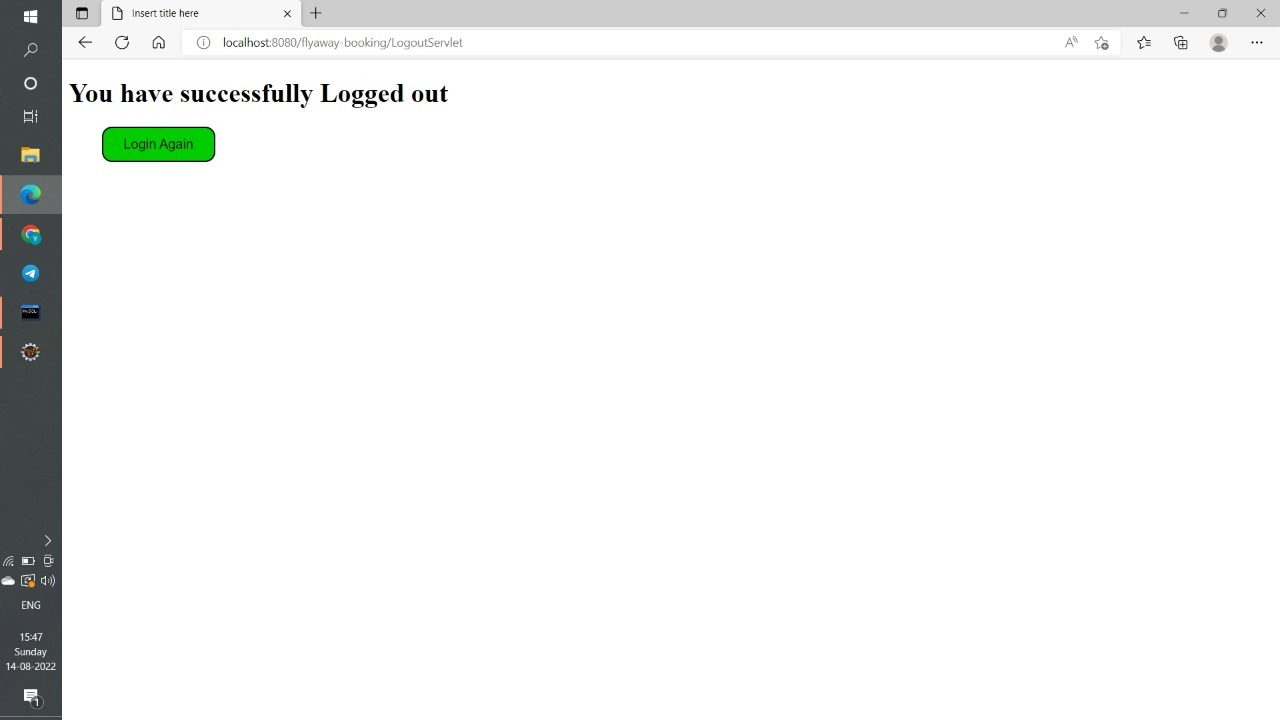 Insert title here
localhost:8080/flyaway-booking/LogoutServlet
You have successfully Logged out
Login Again
ENG
15:47
Sunday
14-08-2022
1